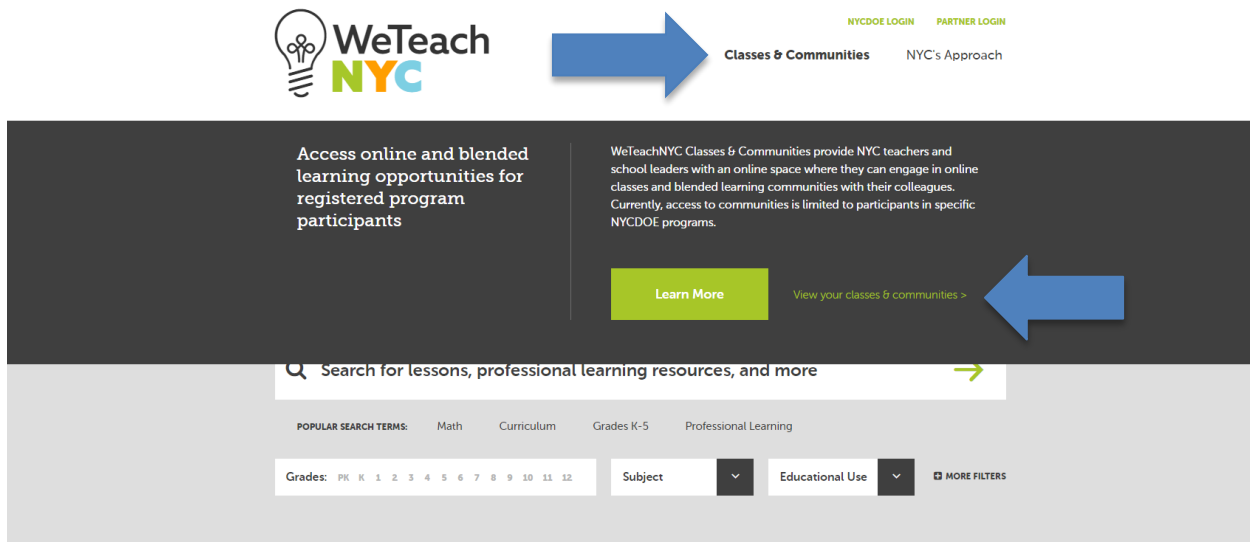 WeTeach
NYC
NYCDOE LOGIN PARTNER LOGIN
Classes & Communities NYC's Approach
Access online and blended
learning opportunities for
registered program
participants
WeTeachNYC Classes & Communities provide NYC teachers and
school leaders with an online space where they can engage in online
classes and blended learning communities with their colleagues.
Currently, access to communities is limited to participants in specific
NYCDOE programs.
Learn More View your classes & communities >
Search for lessons, professional learning resources, and more
POPULAR SEARCH TERMS: Math Curriculum Grades K-5 Professional Learning
Grades: PK K 1 2 3 4 5 6 7 8 9 10 11 12 Subject Educational Use MORE FILTERS